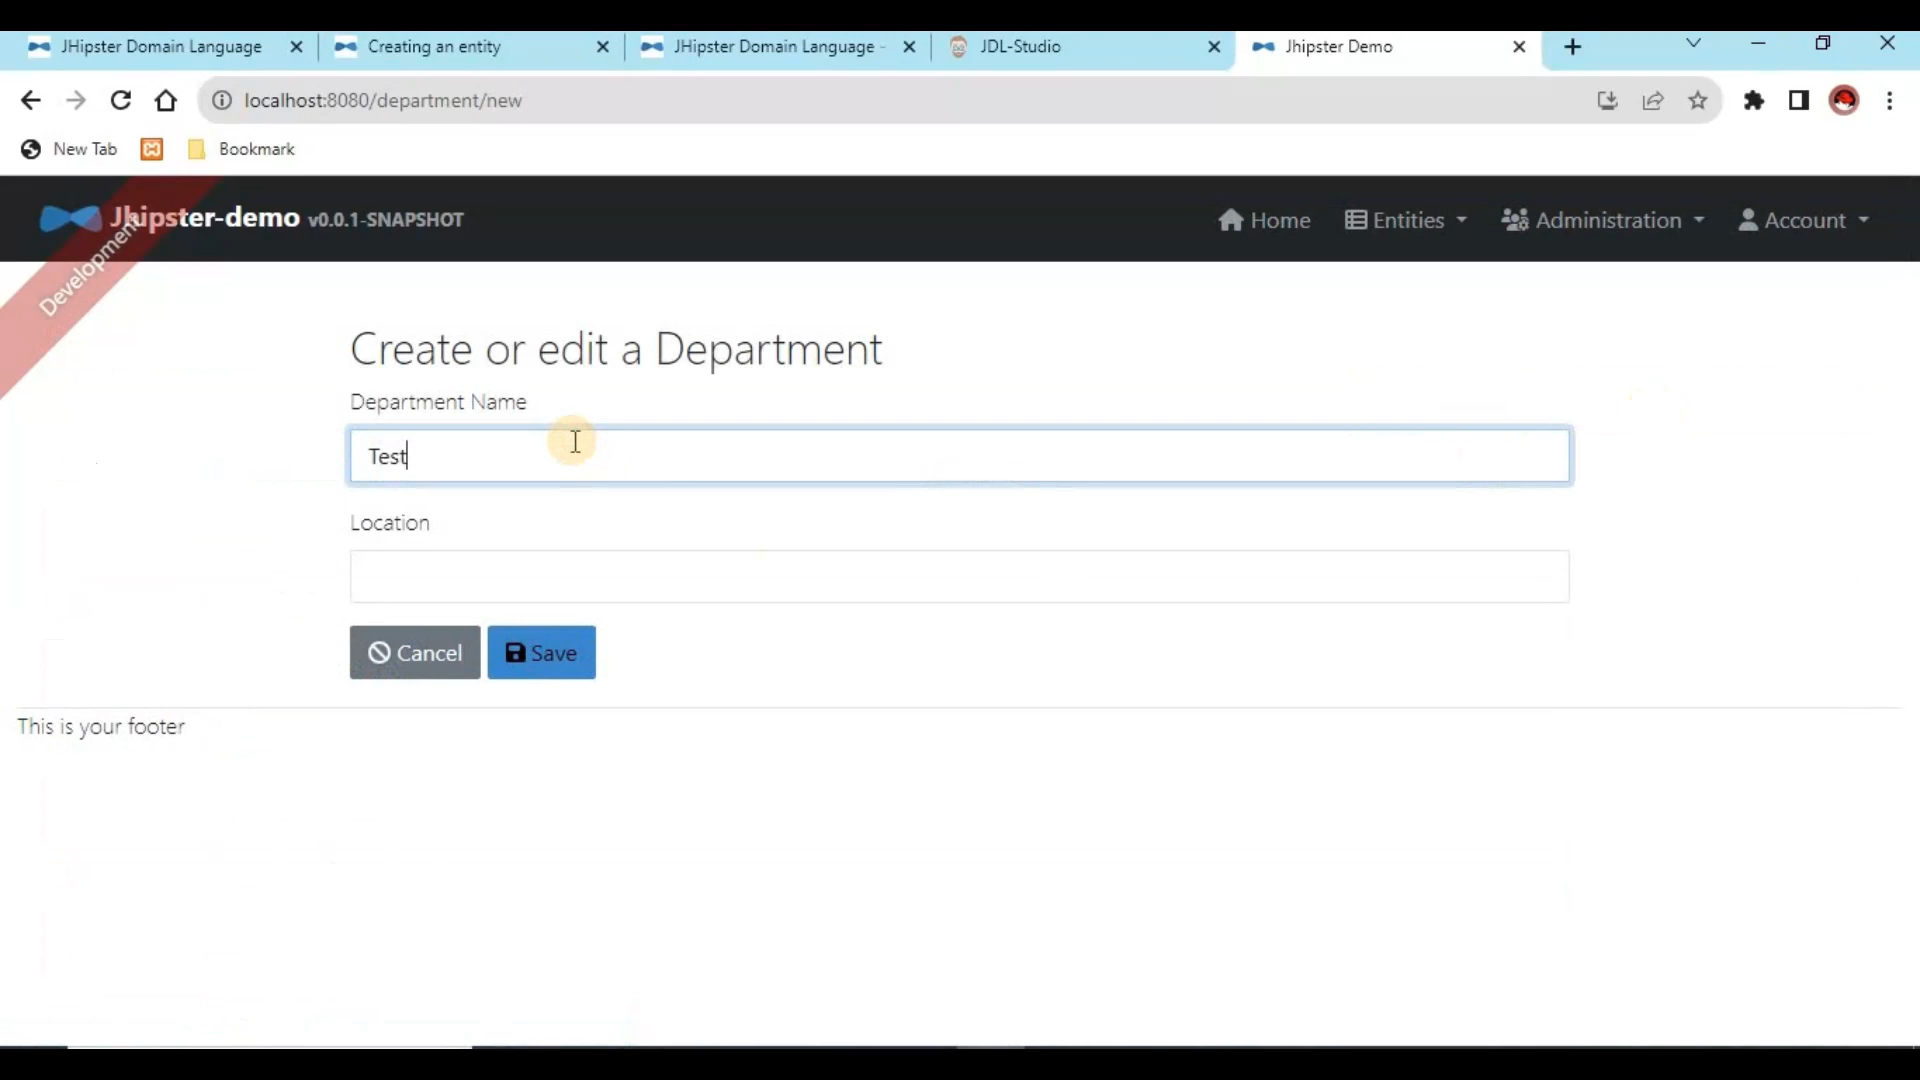 JHipster Domain Language
Creating an entity
JHipster Domain Language -
JDL-Studio
Jhipster Demo
localhost:8080/department/new
New Tab
Bookmark
Jhipster-demo v0.0.1-SNAPSHOT
Home
Entities
Administration
Account
Development
Create or edit a Department
Department Name
Test
Location
Cancel
Save
This is your footer